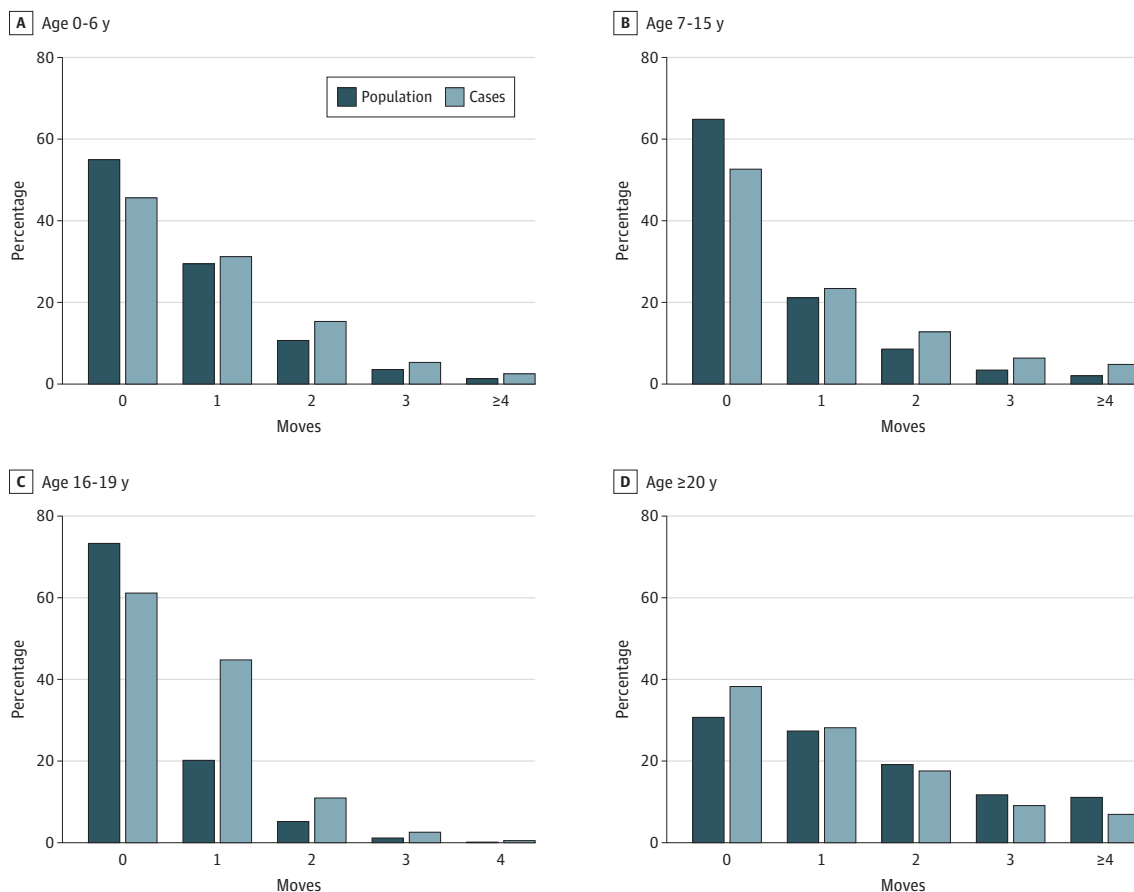 A Age 0-6 y
80
60
40
20
0
Percentage
Population
Cases
0 1 2 3 ≥4
Moves
B Age 7-15 y
80
60
40
20
0
Percentage
0 1 2 3 ≥4
Moves
C Age 16-19 y
80
60
40
20
0
Percentage
0 1 2 3 4
Moves
D Age ≥20 y
80
60
40
20
0
Percentage
0 1 2 3 ≥4
Moves